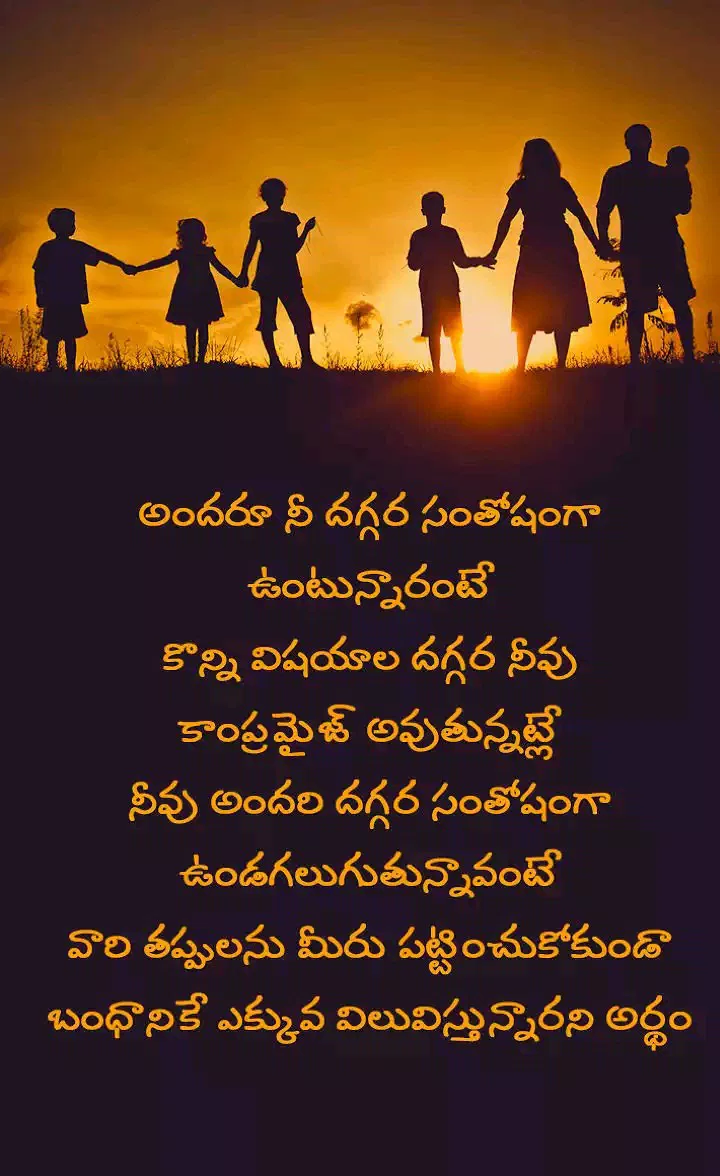 అందరూ నీ దగ్గర సంతోషంగా
ఉంటున్నారంటే
కొన్ని విషయాల దగ్గర నీవు
కాంప్రమైజ్ అవుతున్నట్లే
నీవు అందరి దగ్గర సంతోషంగా
ఉండగలుగుతున్నావంటే
వారి తప్పులను మీరు పట్టించుకోకుండా
బంధానికే ఎక్కువ విలువిస్తున్నారని అర్థం